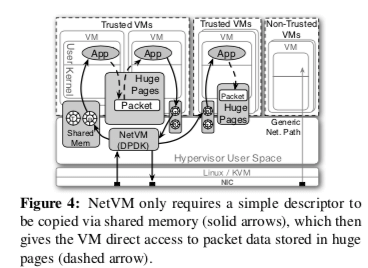 Trusted VMs
Trusted VMs
Non-Trusted
VMs
VM
VM
VM
VM
App
App
App
User
Kernel
Huge
Pages
Packet
Packet
Huge
Pages
Shared
Mem
NetVM
(DPDK)
Generic
Net. Path
Hypervisor User Space
Linux / KVM
NIC
Figure 4: NetVM only requires a simple descriptor to
be copied via shared memory (solid arrows), which then
gives the VM direct access to packet data stored in huge
pages (dashed arrow).